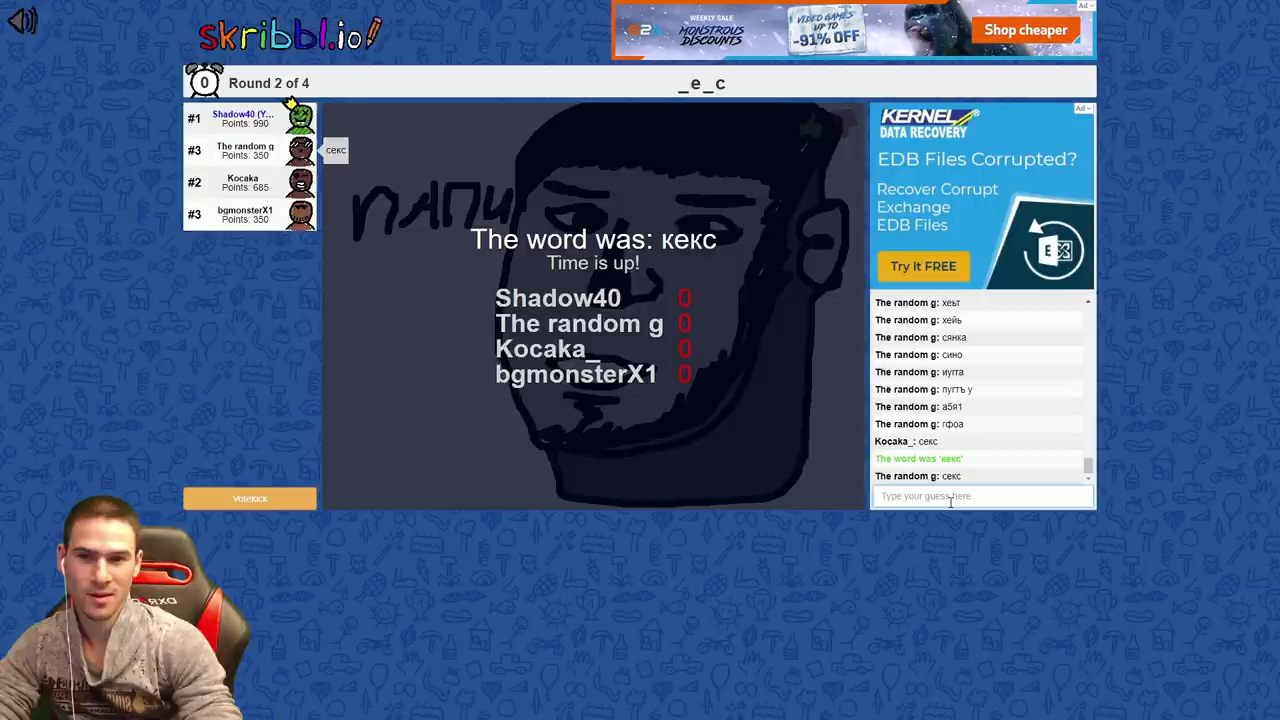 skribbl.io
WEEKLY SALE
MONSTROUS
DISCOUNTS
VIDEO GAMES
UP TO
-91% OFF
Shop cheaper
Ad
0
Round 2 of 4
_e_c
#1
Shadow40 (Y...
Points: 990
#3
The random g
Points: 350
секс
#2
Kocaka
Points: 685
#3
bgmonsterX1
Points: 350
ПАПИ
The word was: кекс
Time is up!
Shadow40 0
The random g 0
Kocaka_ 0
bgmonsterX1 0
Ad
KERNEL
DATA RECOVERY
EDB Files Corrupted?
Recover Corrupt
Exchange
EDB Files
Try it FREE
E
The random g: хеьт
The random g: хейь
The random g: сянка
The random g: сино
The random g: иугга
The random g: пуггъ у
The random g: абя1
The random g: гфоа
Kocaka_: секс
The word was 'кекс'
The random g: секс
Type your guess here
Votekick